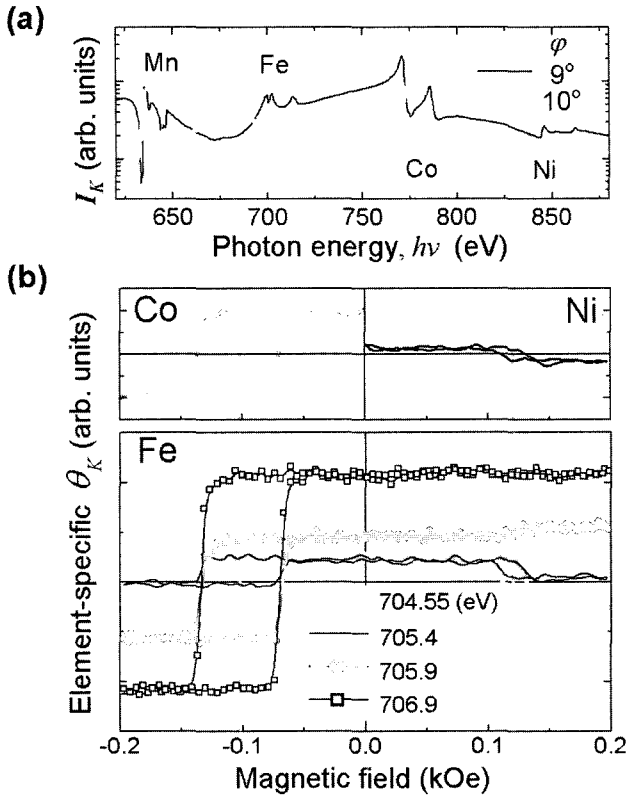 (a)
I_K (arb. units)
Mn
Fe
Co
Ni
φ
9°
10°
650
700
750
800
850
Photon energy, hν (eV)
(b)
Element-specific θ_K (arb. units)
Co
Ni
Fe
704.55 (eV)
705.4
705.9
706.9
-0.2
-0.1
0.0
0.1
0.2
Magnetic field (kOe)